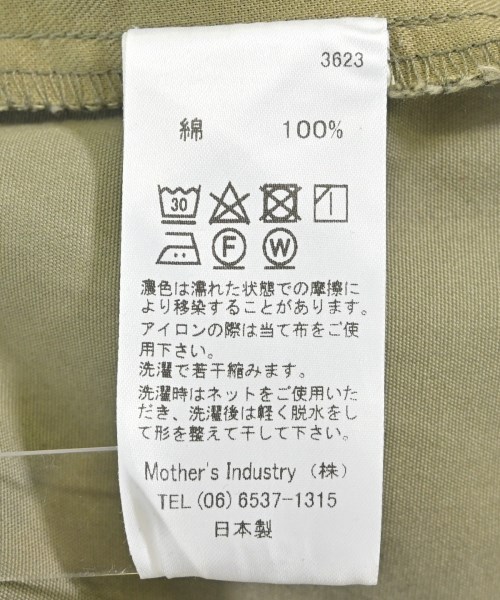 3623
綿 100%
30
F W
濃色は濡れた状態での摩擦に
より移染することがあります。
アイロンの際は当て布をご使
用下さい。
洗濯で若干縮みます。
洗濯時はネットをご使用いた
だき、洗濯後は軽く脱水をし
て形を整えて干して下さい。
Mother's Industry (株)
TEL(06)6537-1315
日本製